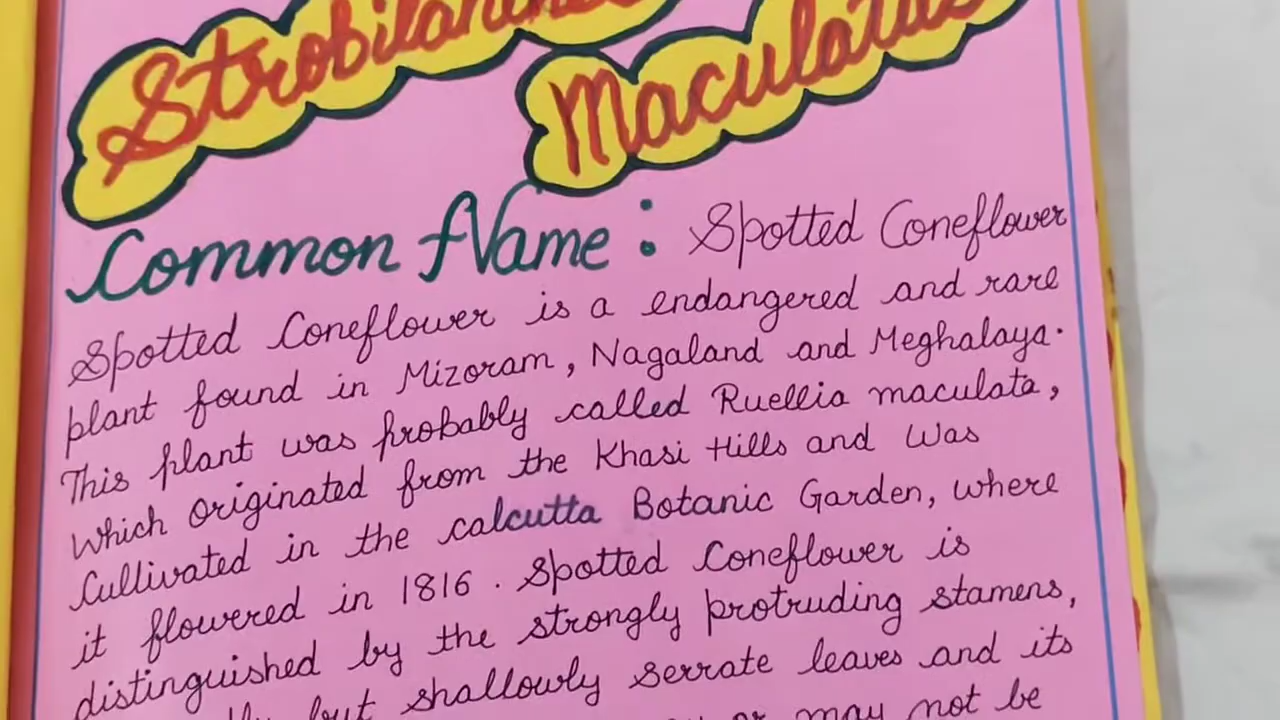 Maculatus
Common Name : Spotted Coneflower
Spotted Coneflower is a endangered and rare
plant found in Mizoram, Nagaland and Meghalaya.
This plant was probably called Ruellia maculata,
which originated from the Khasi Hills and was
Cultivated in the calcutta Botanic Garden, where
it flowered in 1816. Spotted Coneflower is
distinguished by the strongly protruding stamens,
but shallowly serrate leaves and its
or may not be